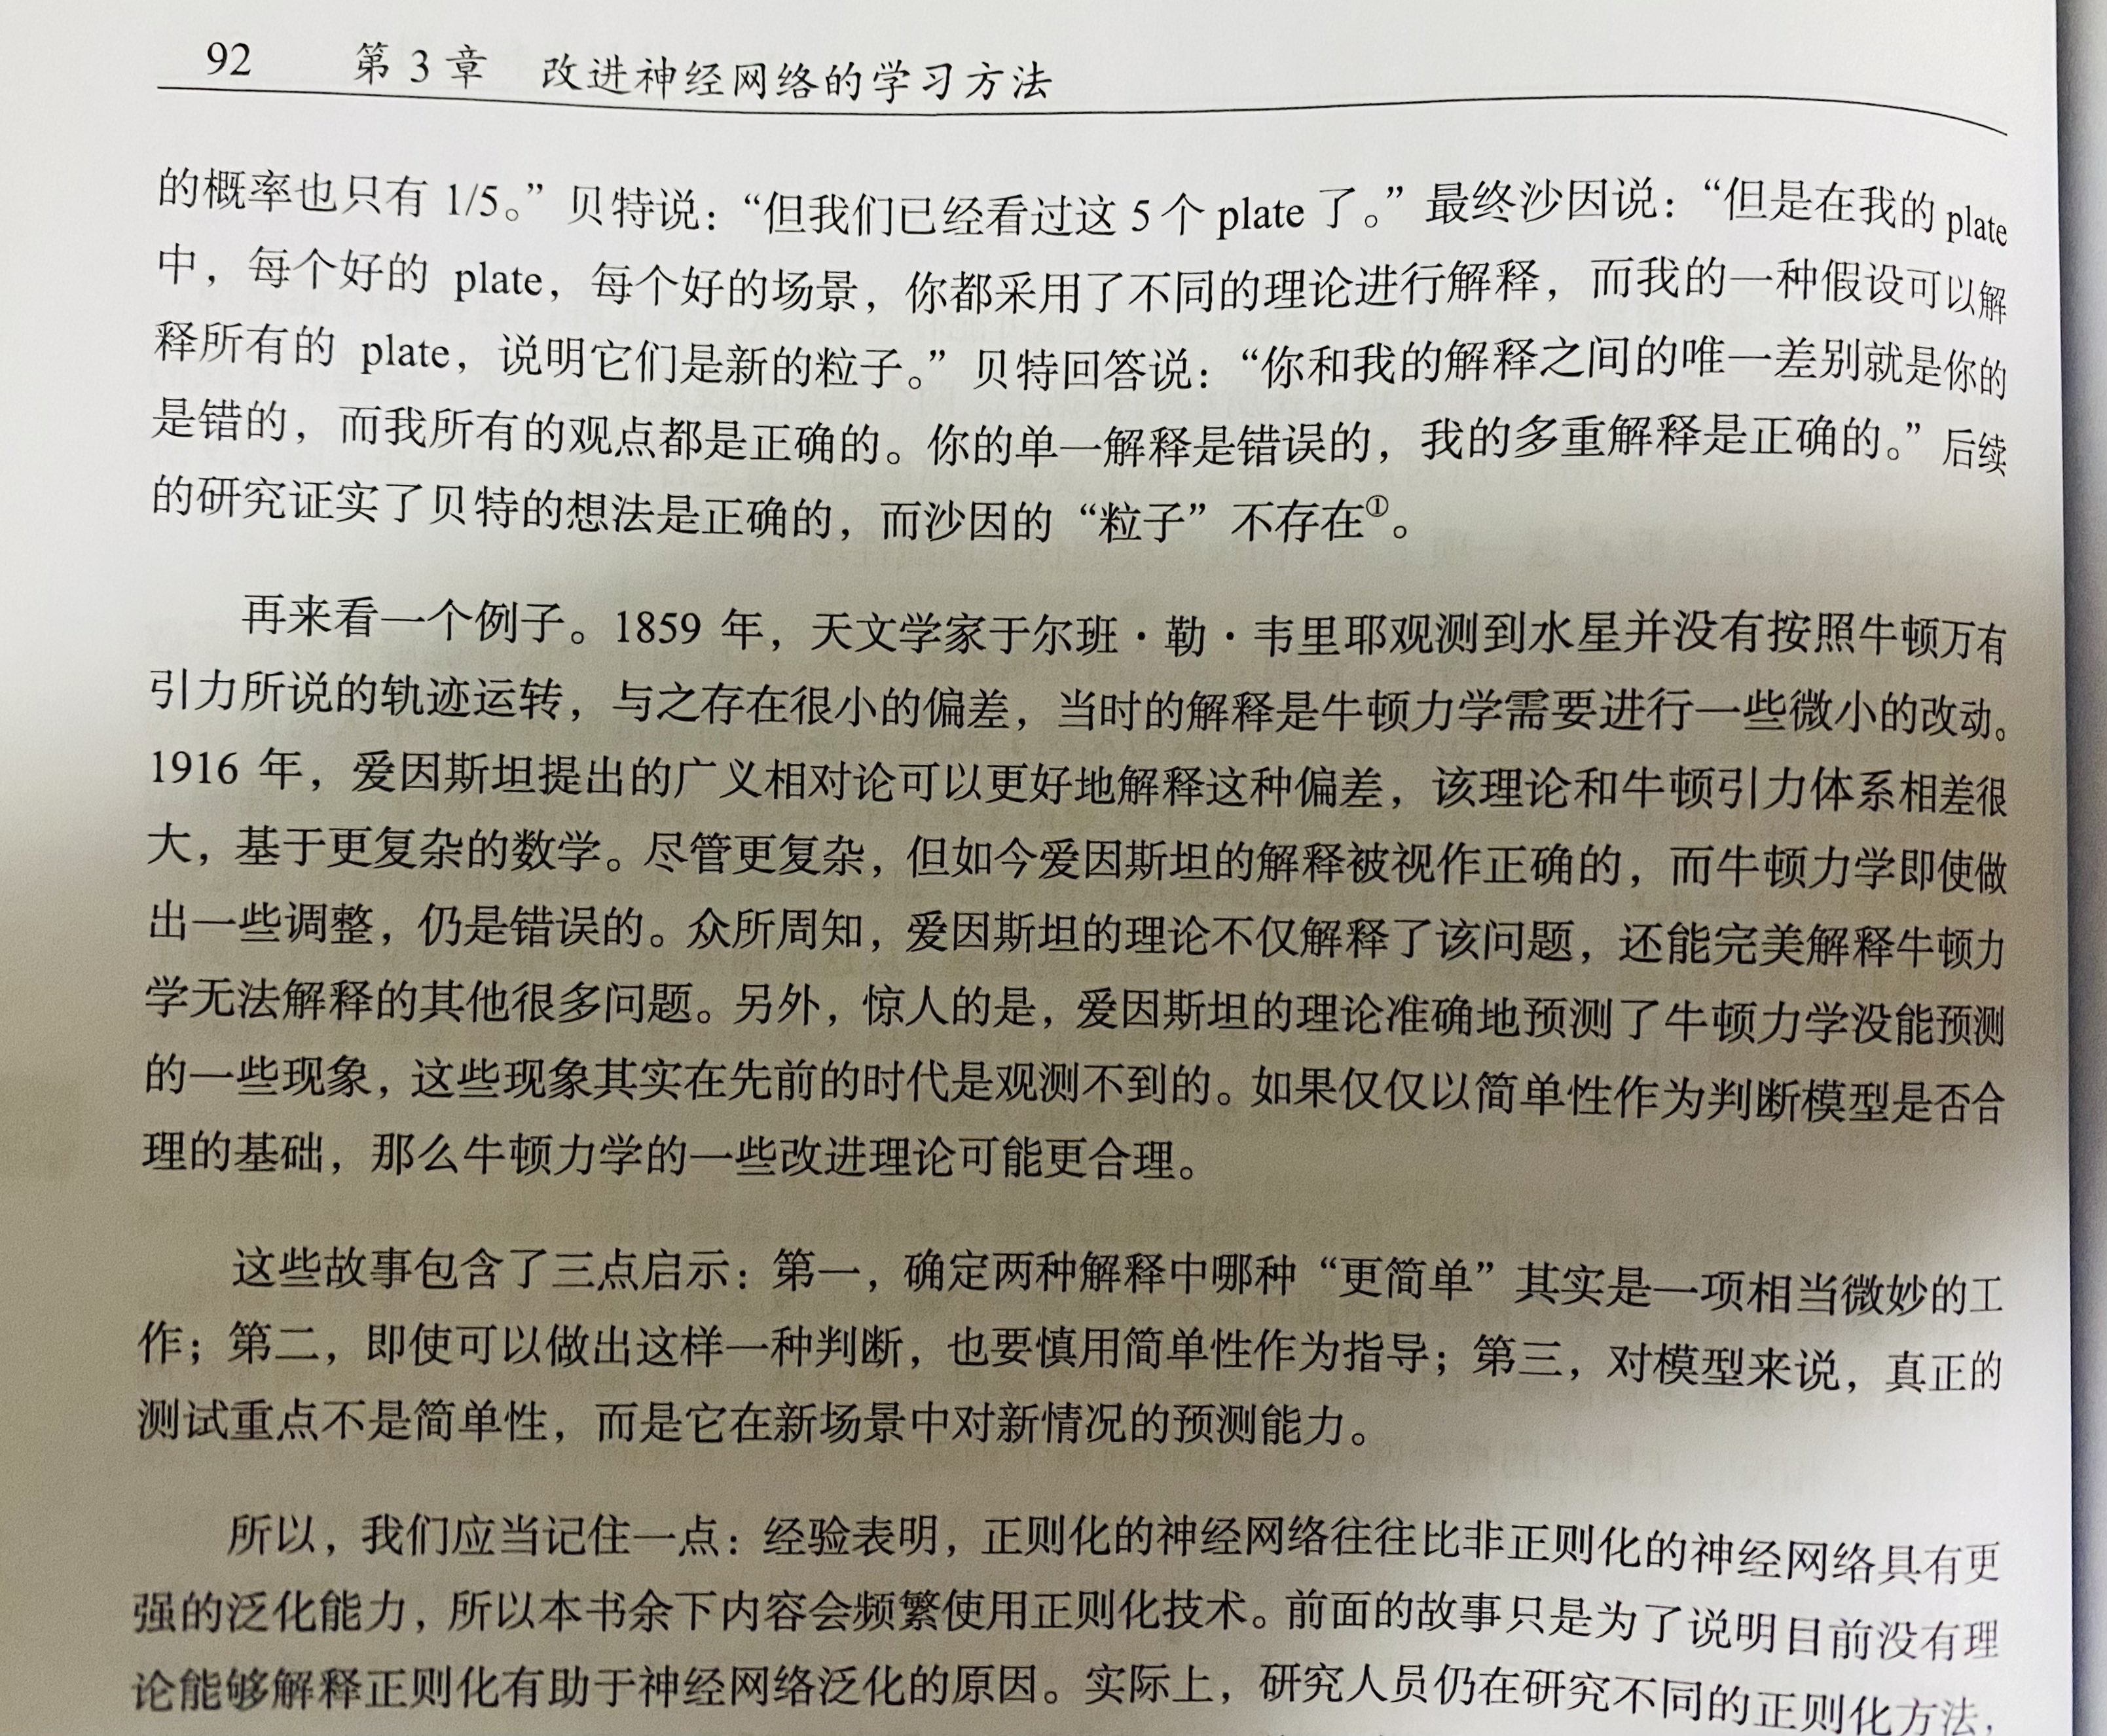 92 第 3 章 改进神经网络的学习方法
的概率也只有 1/5。”贝特说：“但我们已经看过这 5 个 plate 了。”最终沙因说：“但是在我的 plate
中，每个好的 plate，每个好的场景，你都采用了不同的理论进行解释，而我的一种假设可以解
释所有的 plate，说明它们是新的粒子。”贝特回答说：“你和我的解释之间的唯一差别就是你的
是错的，而我所有的观点都是正确的。你的单一解释是错误的，我的多重解释是正确的。”后续
的研究证实了贝特的想法是正确的，而沙因的“粒子”不存在①。
再来看一个例子。1859 年，天文学家于尔班·勒·韦里耶观测到水星并没有按照牛顿万有
引力所说的轨迹运转，与之存在很小的偏差，当时的解释是牛顿力学需要进行一些微小的改动。
1916 年，爱因斯坦提出的广义相对论可以更好地解释这种偏差，该理论和牛顿引力体系相差很
大，基于更复杂的数学。尽管更复杂，但如今爱因斯坦的解释被视作正确的，而牛顿力学即使做
出一些调整，仍是错误的。众所周知，爱因斯坦的理论不仅解释了该问题，还能完美解释牛顿力
学无法解释的其他很多问题。另外，惊人的是，爱因斯坦的理论准确地预测了牛顿力学没能预测
的一些现象，这些现象其实在先前的时代是观测不到的。如果仅仅以简单性作为判断模型是否合
理的基础，那么牛顿力学的一些改进理论可能更合理。
这些故事包含了三点启示：第一，确定两种解释中哪种“更简单”其实是一项相当微妙的工
作；第二，即使可以做出这样一种判断，也要慎用简单性作为指导；第三，对模型来说，真正的
测试重点不是简单性，而是它在新场景中对新情况的预测能力。
所以，我们应当记住一点：经验表明，正则化的神经网络往往比非正则化的神经网络具有更
强的泛化能力，所以本书余下内容会频繁使用正则化技术。前面的故事只是为了说明目前没有理
论能够解释正则化有助于神经网络泛化的原因。实际上，研究人员仍在研究不同的正则化方法，